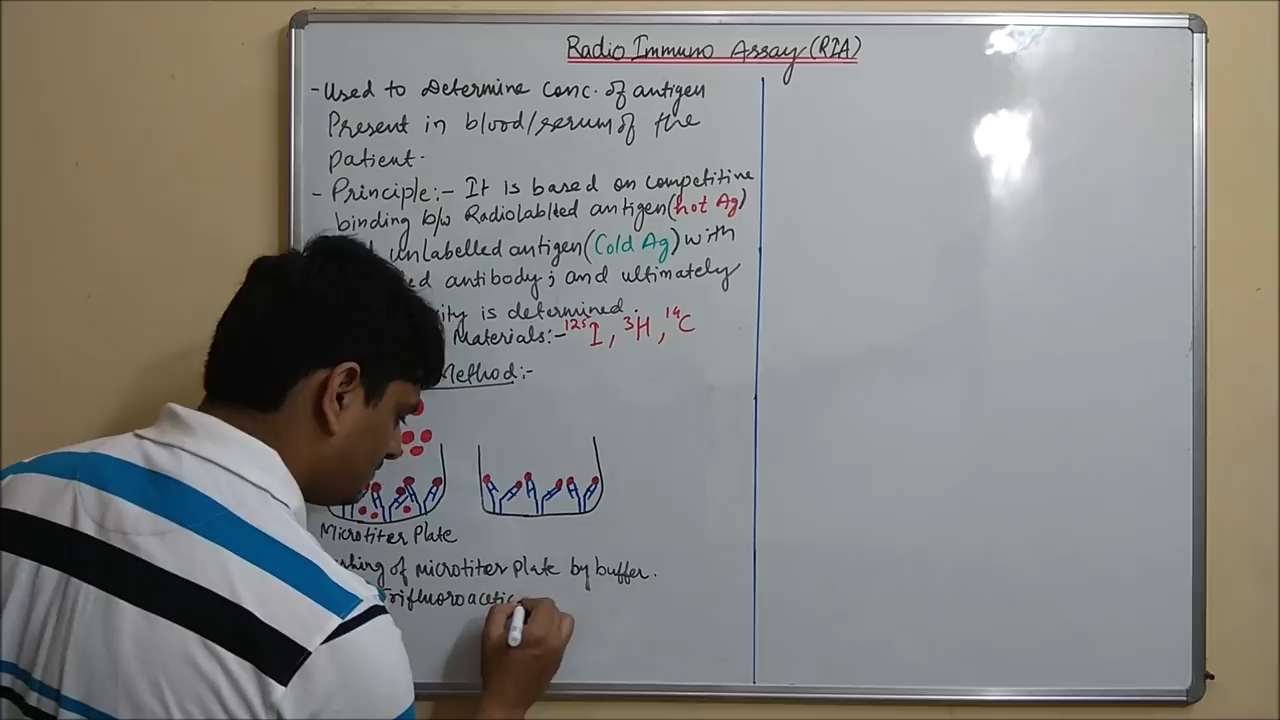 Radio Immuno Assay (RIA)
- Used to Determine Conc. of antigen
Present in blood/serum of the
patient.
- Principle:- It is based on competitive
binding b/w Radiolablled antigen (hot Ag)
unlabelled antigen (Cold Ag) with
antibody; and ultimately
is determined.
Materials:- 125I, 3H, 14C
Method:-
Microtiter Plate
of microtiter plate by buffer.
Trifluoroacetic